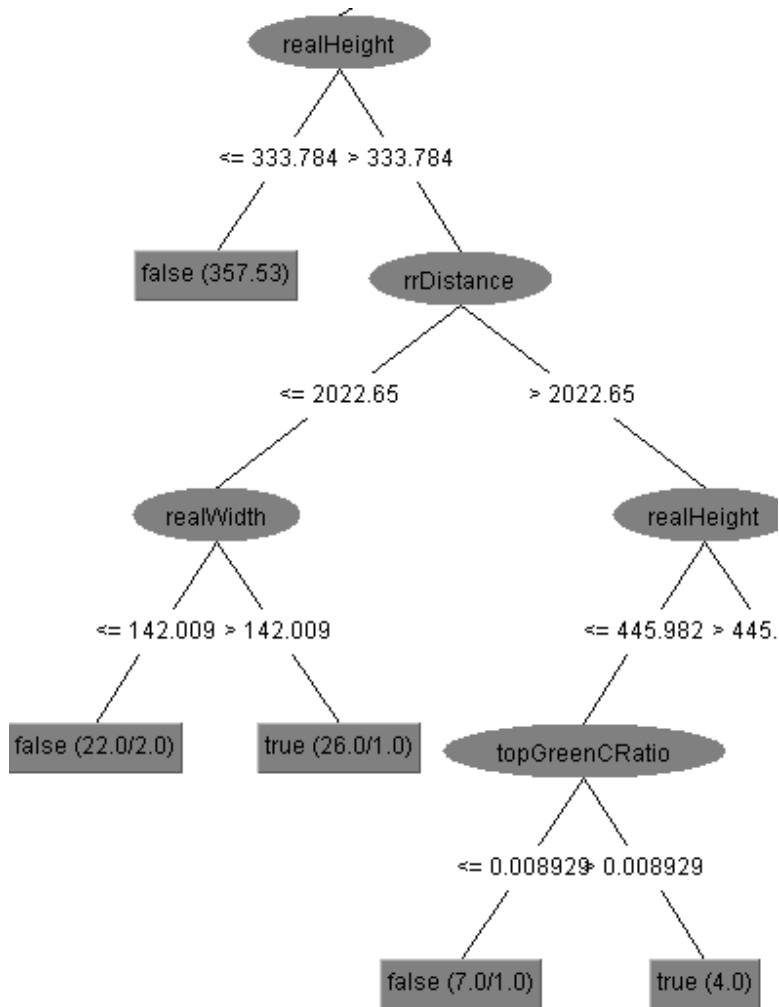 realHeight
<= 333.784 > 333.784
false (357.53)
rrDistance
<= 2022.65
> 2022.65
realWidth
realHeight
<= 142.009 > 142.009
<= 445.982 > 445.
false (22.0/2.0)
true (26.0/1.0)
topGreenCRatio
<= 0.008929
> 0.008929
false (7.0/1.0)
true (4.0)